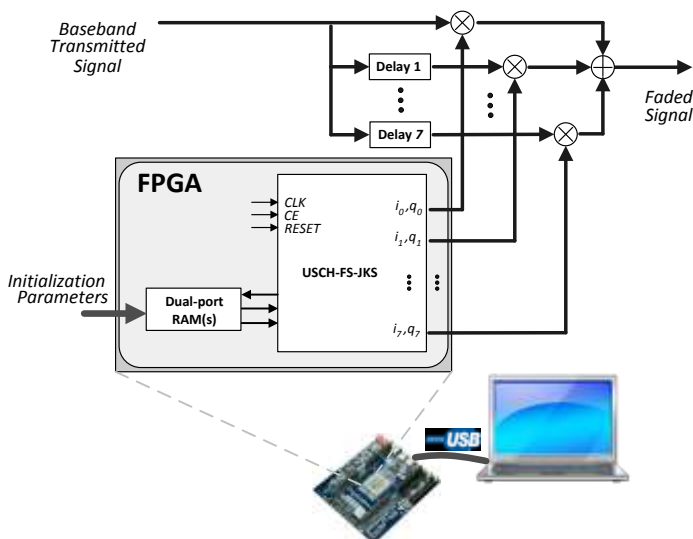 Baseband
Transmitted
Signal
Delay 1
Delay 7
Faded
Signal
FPGA
CLK
CE
RESET
i0,q0
i1,q1
USCH-FS-JKS
i7,q7
Initialization
Parameters
Dual-port
RAM(s)
USB